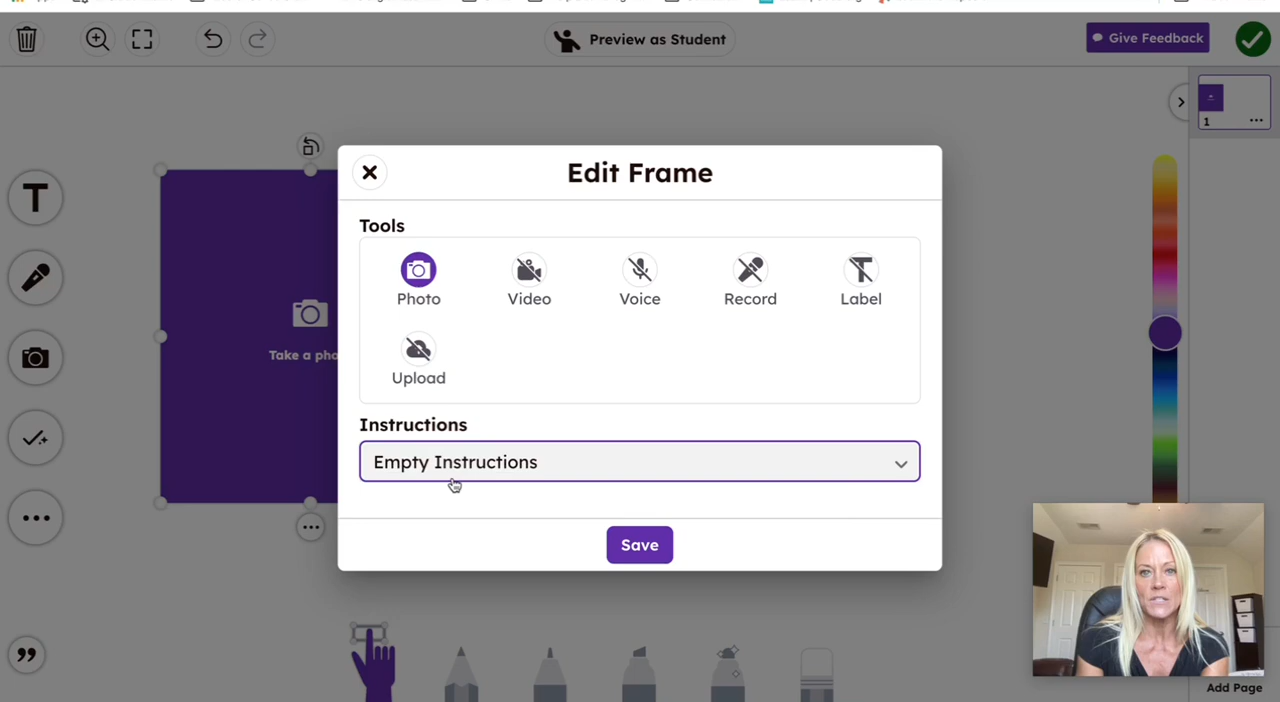 Preview as Student
Give Feedback
1
T
Take a pho
Edit Frame
Tools
Photo
Video
Voice
Record
Label
Upload
Instructions
Empty Instructions
Save
Add Page